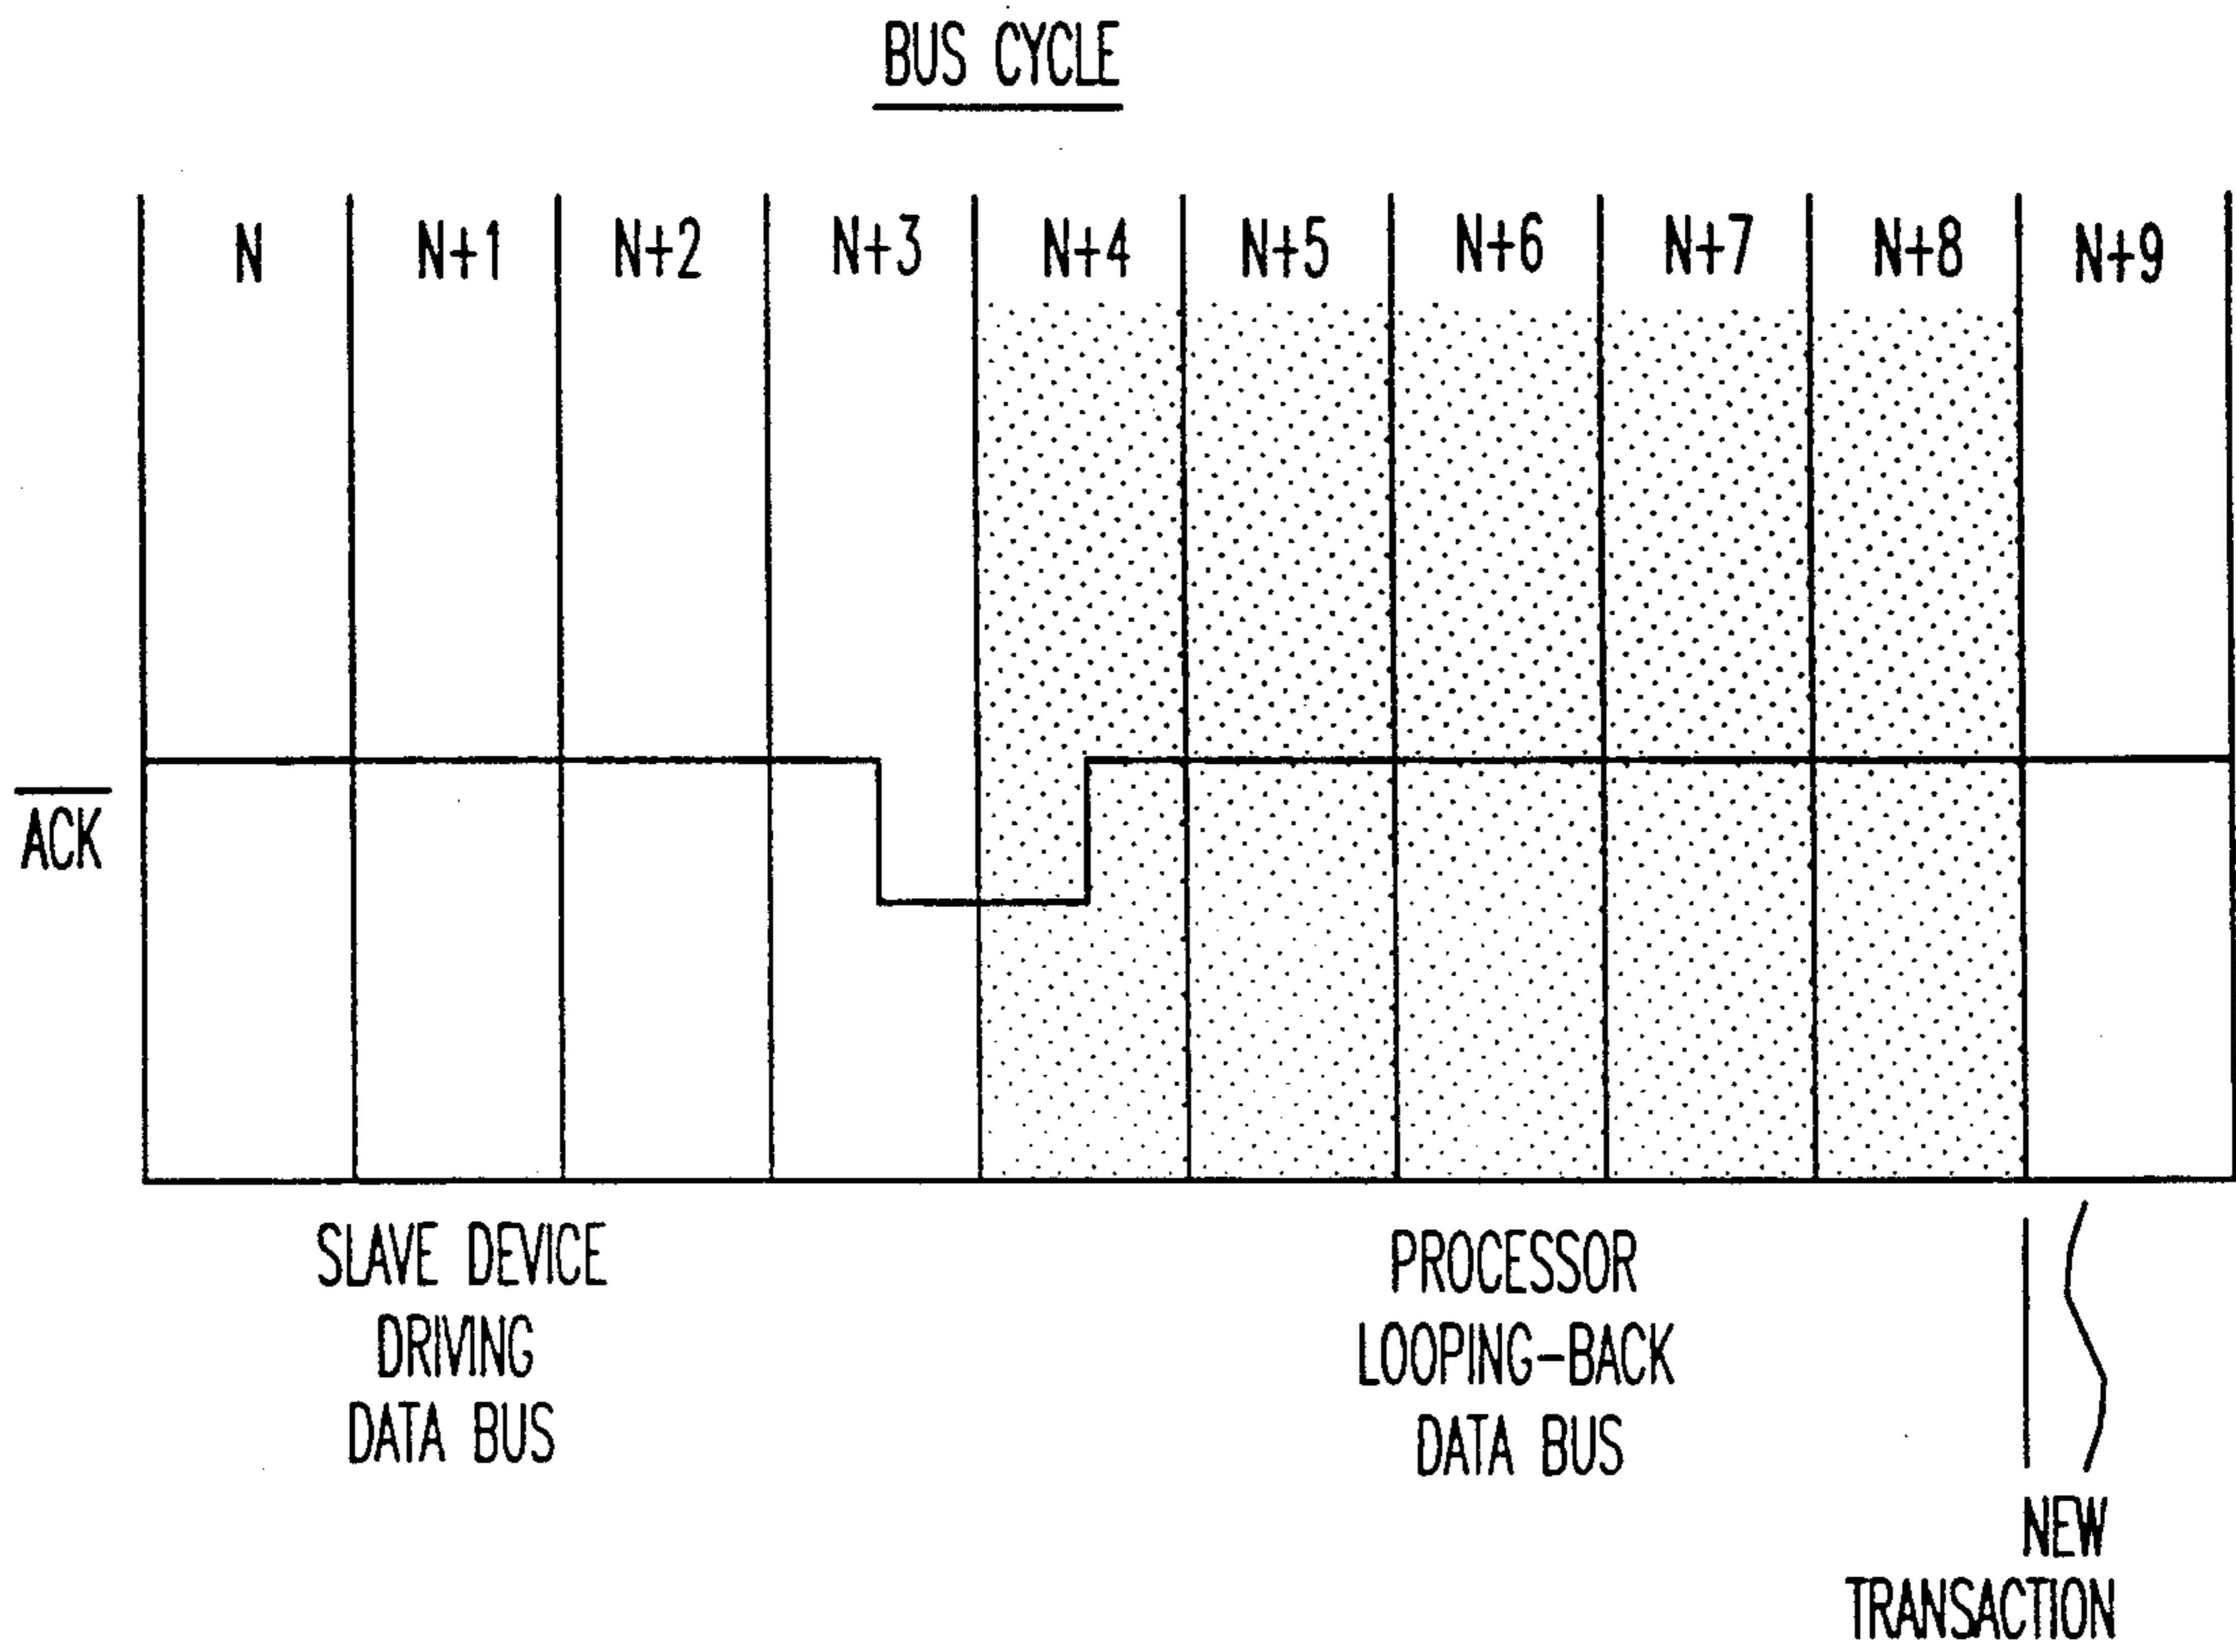 BUS CYCLE
N N+1 N+2 N+3 N+4 N+5 N+6 N+7 N+8 N+9
A̅C̅K̅
SLAVE DEVICE
DRIVING
DATA BUS
PROCESSOR
LOOPING-BACK
DATA BUS
NEW
TRANSACTION